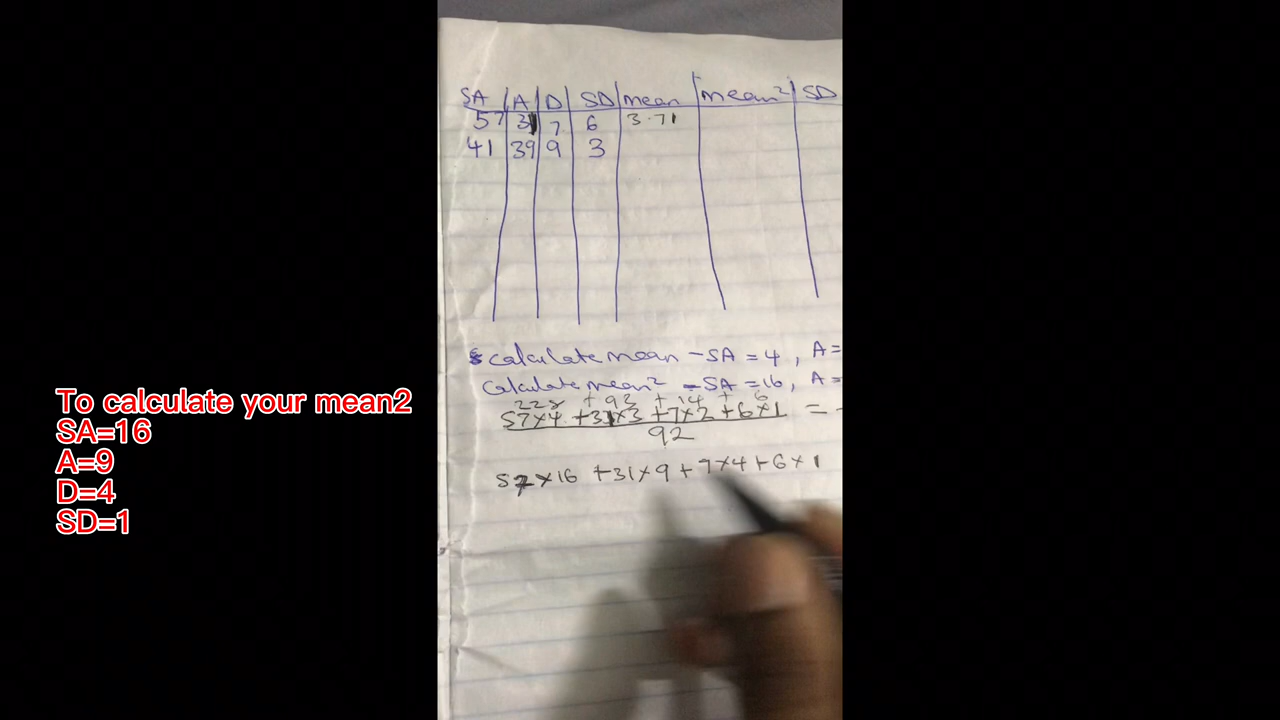 SA A D SD mean mean² SD
57 31 7 6 3.71
41 39 9 3
calculate mean - SA = 4, A =
calculate mean² - SA = 16, A =
228 + 92 + 14 + 6
57×4 + 31×3 + 7×2 + 6×1 =
92
57×16 + 31×9 + 7×4 + 6×1
To calculate your mean2
SA=16
A=9
D=4
SD=1